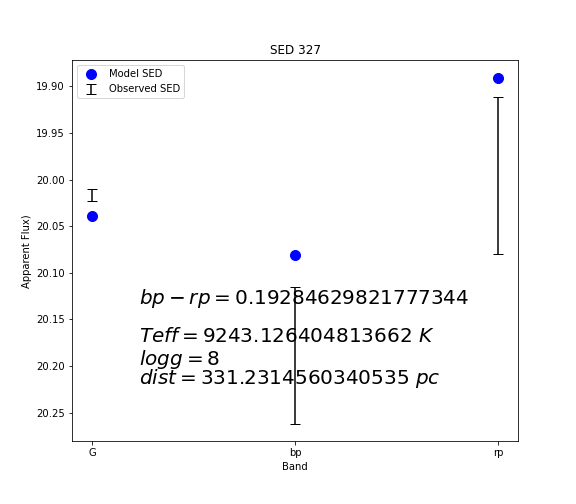 SED 327
Model SED
Observed SED
Apparent Flux)
19.90
19.95
20.00
20.05
20.10
20.15
20.20
20.25
bp − rp = 0.19284629821777344
Teff = 9243.126404813662 K
logg = 8
dist = 331.2314560340535 pc
G
bp
rp
Band